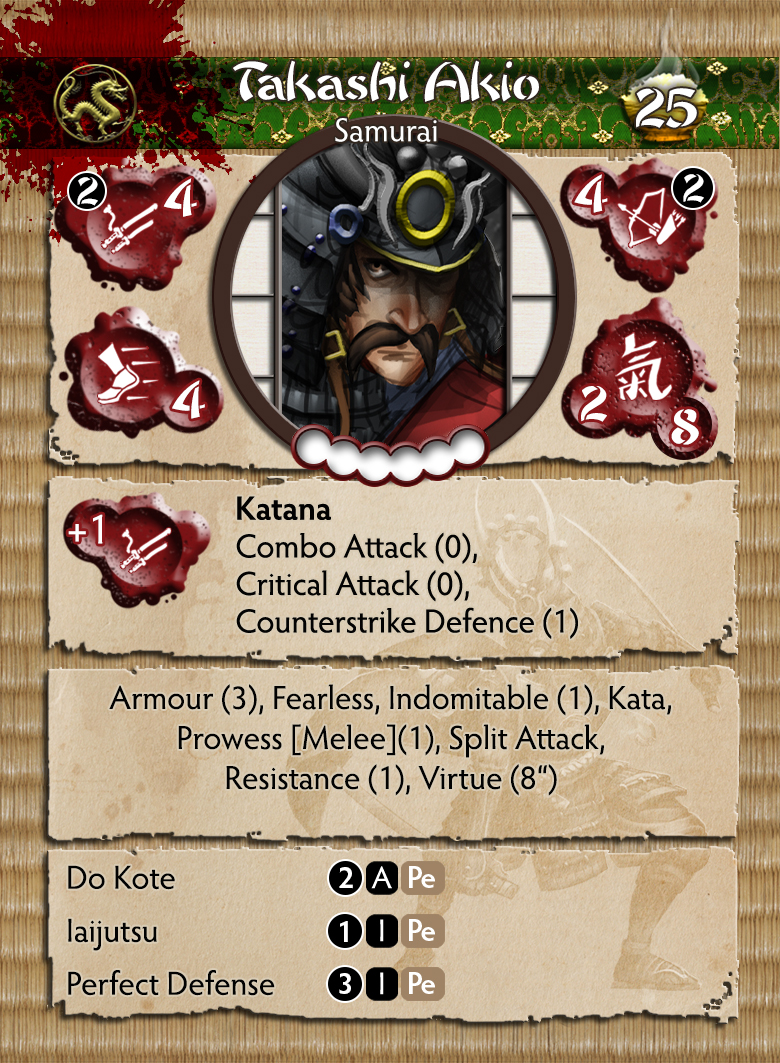 Takashi Akio
25
Samurai
2 4
4 2
4
氣
2 8
+1
Katana
Combo Attack (0),
Critical Attack (0),
Counterstrike Defence (1)
Armour (3), Fearless, Indomitable (1), Kata,
Prowess [Melee](1), Split Attack,
Resistance (1), Virtue (8“)
Do Kote 2 A Pe
Iaijutsu 1 I Pe
Perfect Defense 3 I Pe